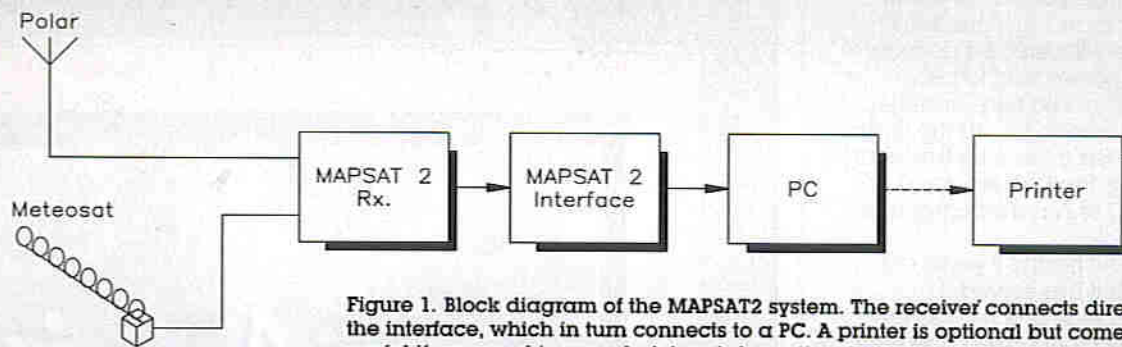 Polar
Meteosat
MAPSAT 2
Rx.
MAPSAT 2
Interface
PC
Printer
Figure 1. Block diagram of the MAPSAT2 system. The receiver connects dire
the interface, which in turn connects to a PC. A printer is optional but come